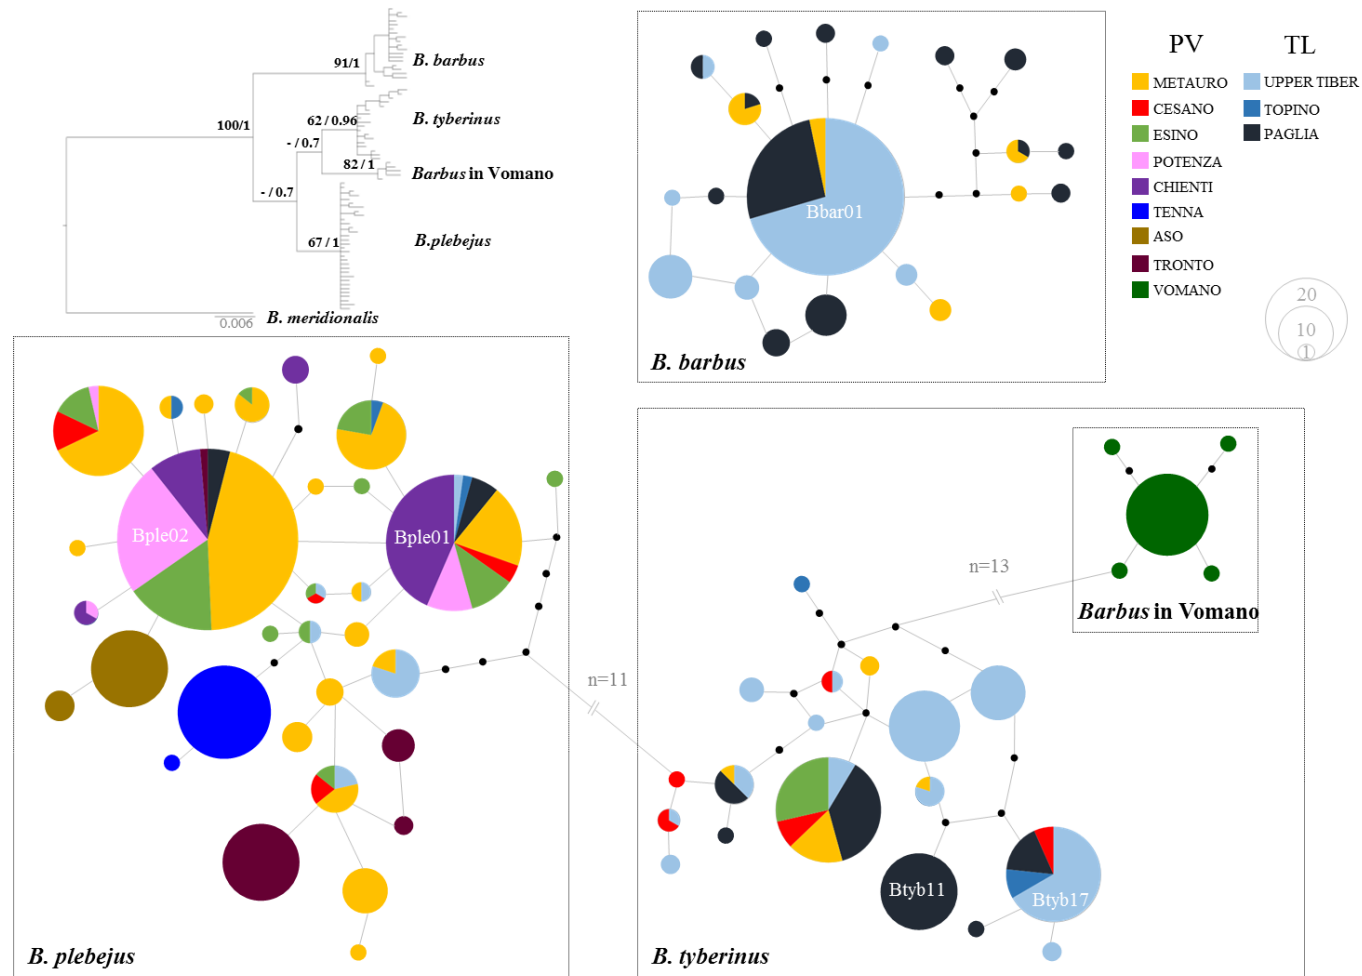 91/1
B. barbus
62 / 0.96
B. tyberinus
100/1
- / 0.7
82 / 1
Barbus in Vomano
- / 0.7
67 / 1
B.plebejus
B. meridionalis
0.006
Bbar01
B. barbus
PV
TL
METAURO
UPPER TIBER
CESANO
TOPINO
ESINO
PAGLIA
POTENZA
CHIENTI
TENNA
ASO
TRONTO
VOMANO
20
10
1
Bple02
Bple01
B. plebejus
n=11
n=13
Barbus in Vomano
Btyb11
Btyb17
B. tyberinus